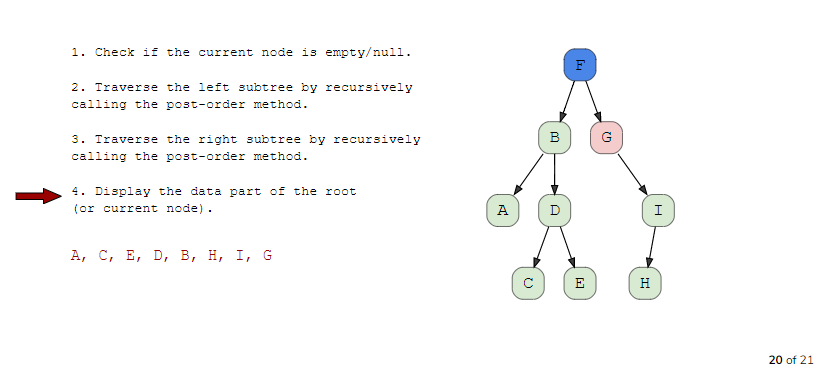 1. Check if the current node is empty/null.
2. Traverse the left subtree by recursively
calling the post-order method.
3. Traverse the right subtree by recursively
calling the post-order method.
4. Display the data part of the root
(or current node).
A, C, E, D, B, H, I, G
F
B
G
A
D
I
C
E
H
20 of 21